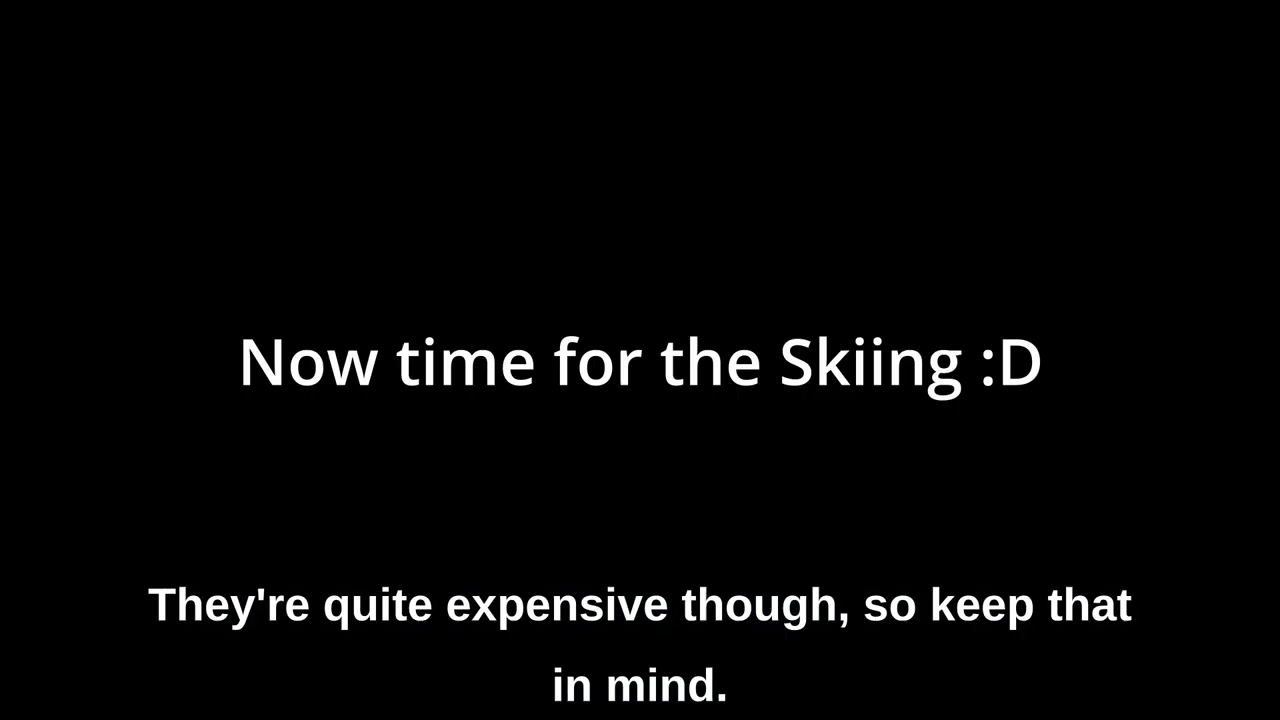 Now time for the Skiing :D
They're quite expensive though, so keep that
in mind.